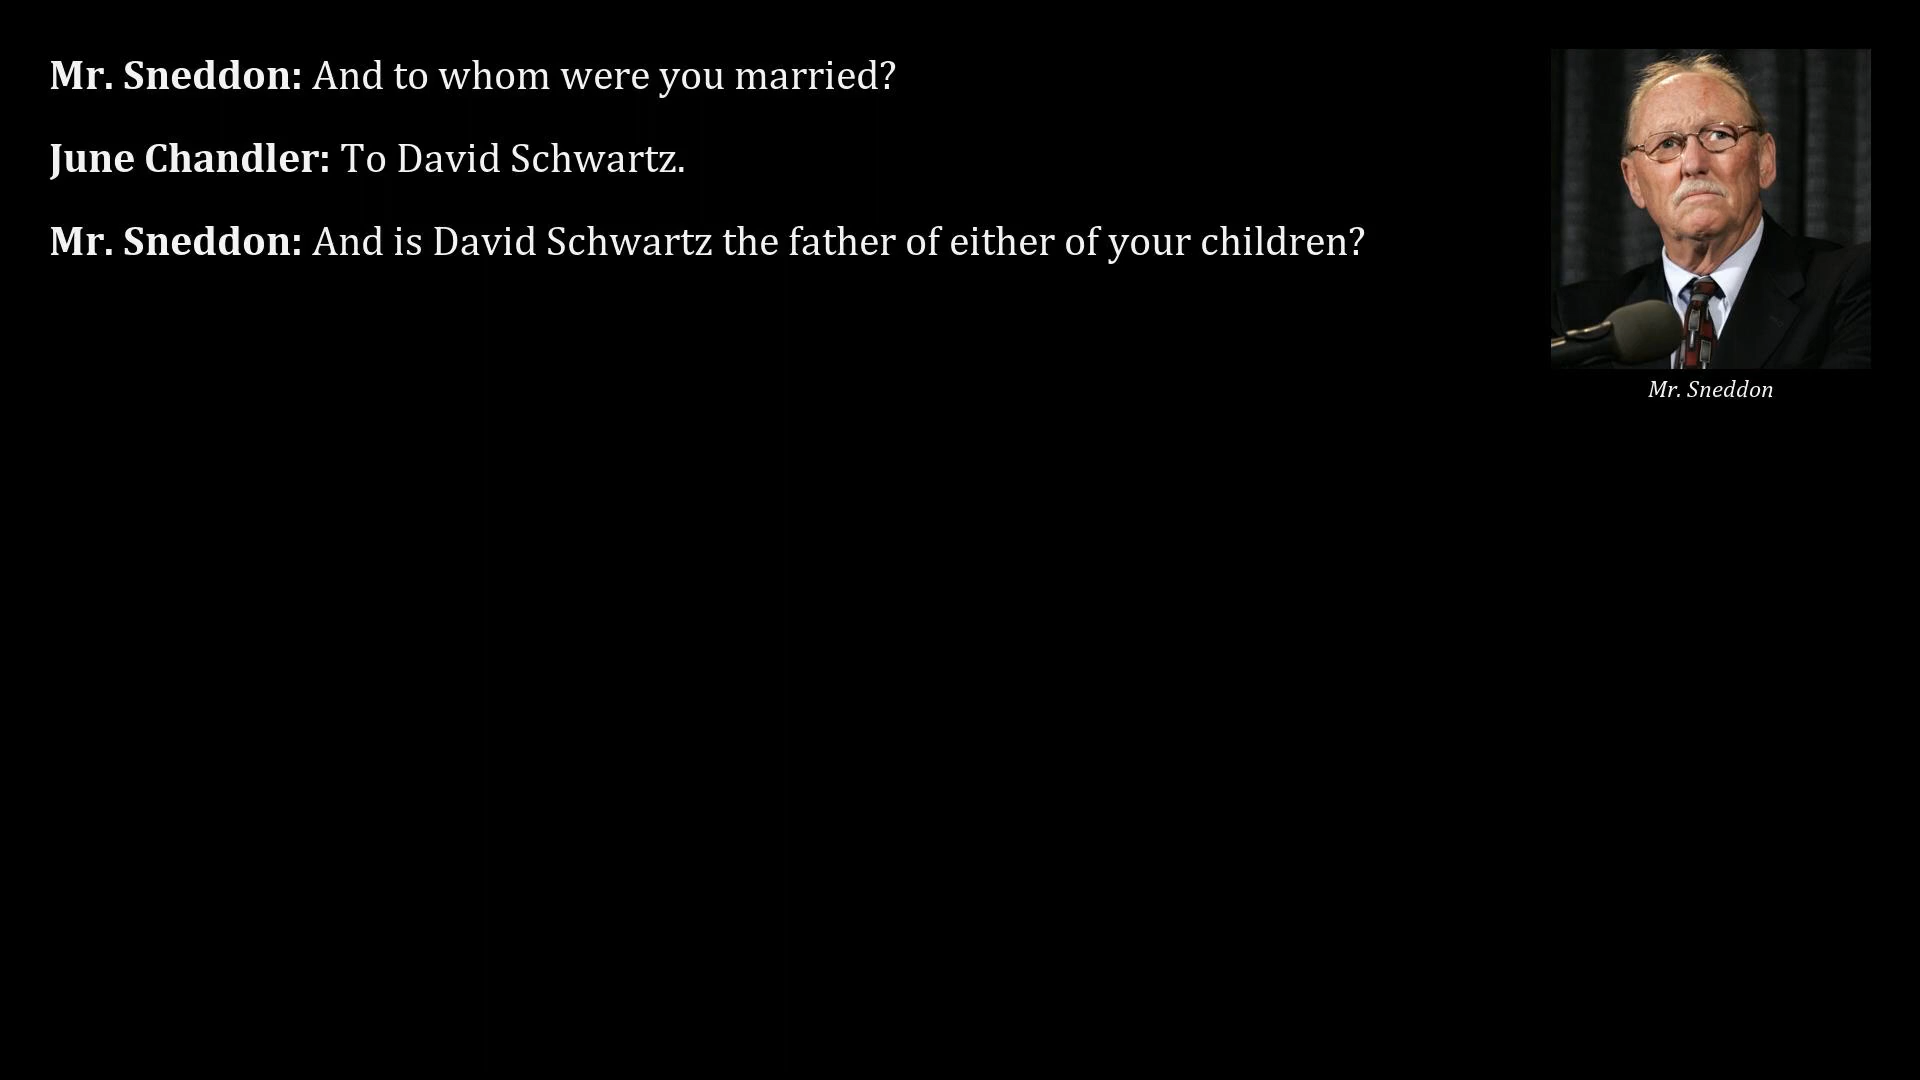 Mr. Sneddon: And to whom were you married?
June Chandler: To David Schwartz.
Mr. Sneddon: And is David Schwartz the father of either of your children?
Mr. Sneddon